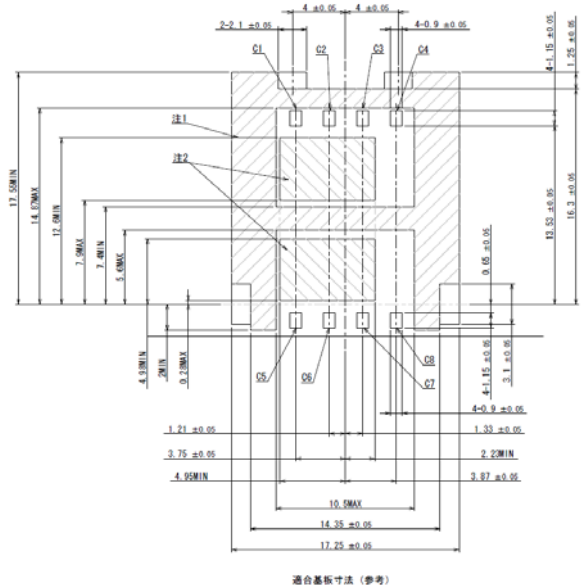 4 ±0.05
4 ±0.05
2-2.1 ±0.05
4-0.9 ±0.05
C1
C2
C3
C4
4-1.15 ±0.05
1.25 ±0.05
注1
注2
17.55MIN
14.87MAX
12.6MIN
7.9MAX
7.4MIN
5.6MAX
13.53 ±0.05
16.3 ±0.05
0.65 ±0.05
4.98MIN
2MIN
0.28MAX
C5
C6
C7
C8
4-1.15 ±0.05
3.1 ±0.05
4-0.9 ±0.05
1.21 ±0.05
1.33 ±0.05
3.75 ±0.05
2.23MIN
4.95MIN
3.87 ±0.05
10.5MAX
14.35 ±0.05
17.25 ±0.05
適合基板寸法 (参考)